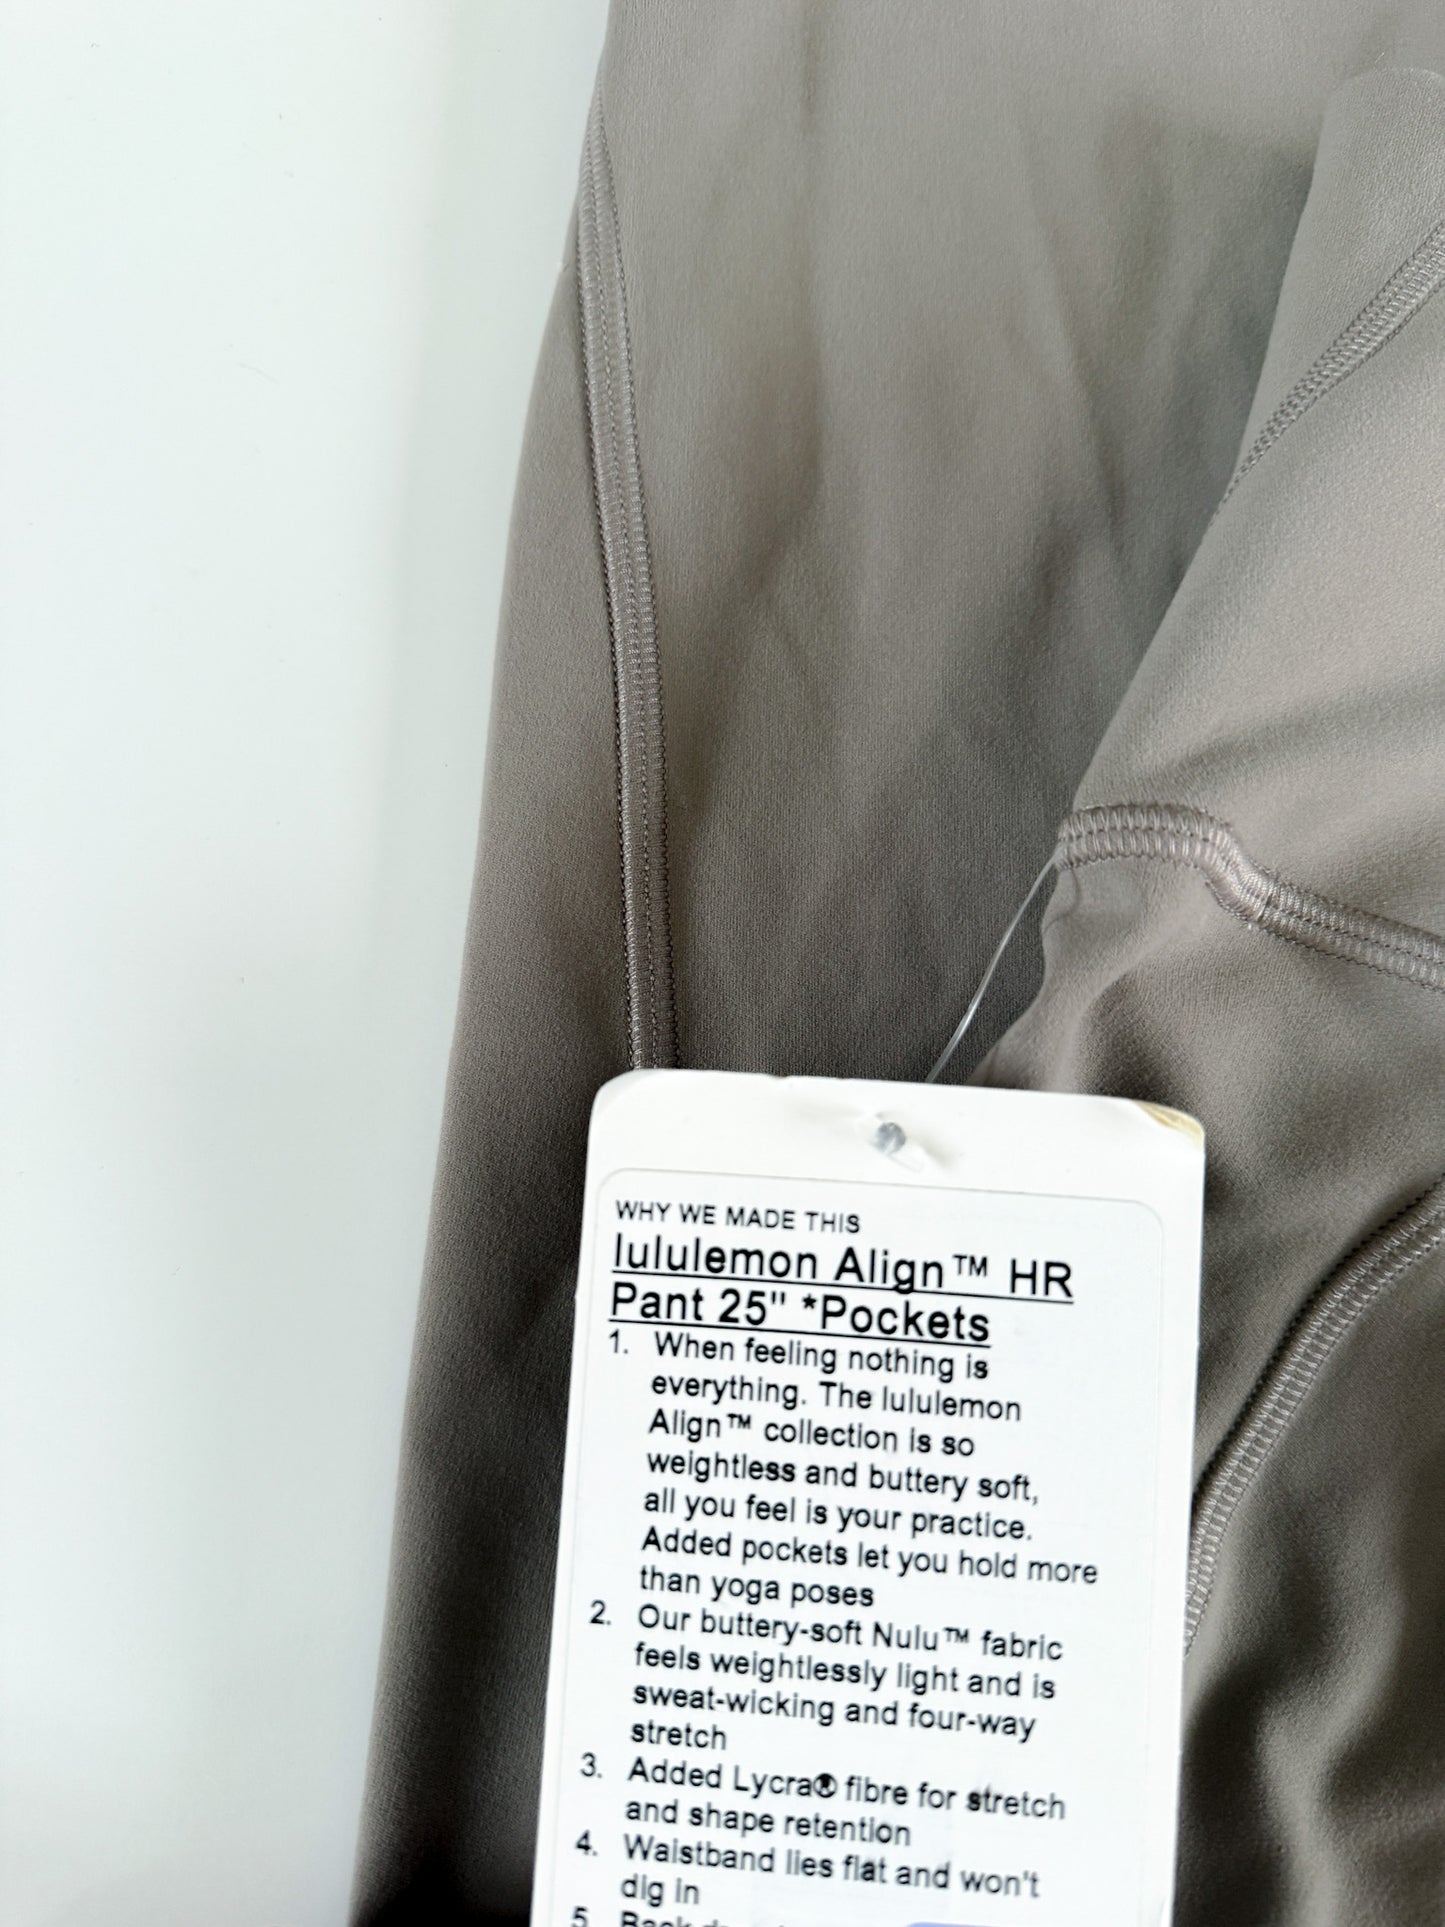 WHY WE MADE THIS
lululemon Align™ HR
Pant 25" *Pockets
1. When feeling nothing is
everything. The lululemon
Align™ collection is so
weightless and buttery soft,
all you feel is your practice.
Added pockets let you hold more
than yoga poses
2. Our buttery-soft Nulu™ fabric
feels weightlessly light and is
sweat-wicking and four-way
stretch
3. Added Lycra® fibre for stretch
and shape retention
4. Waistband lies flat and won't
dig in
5. Back